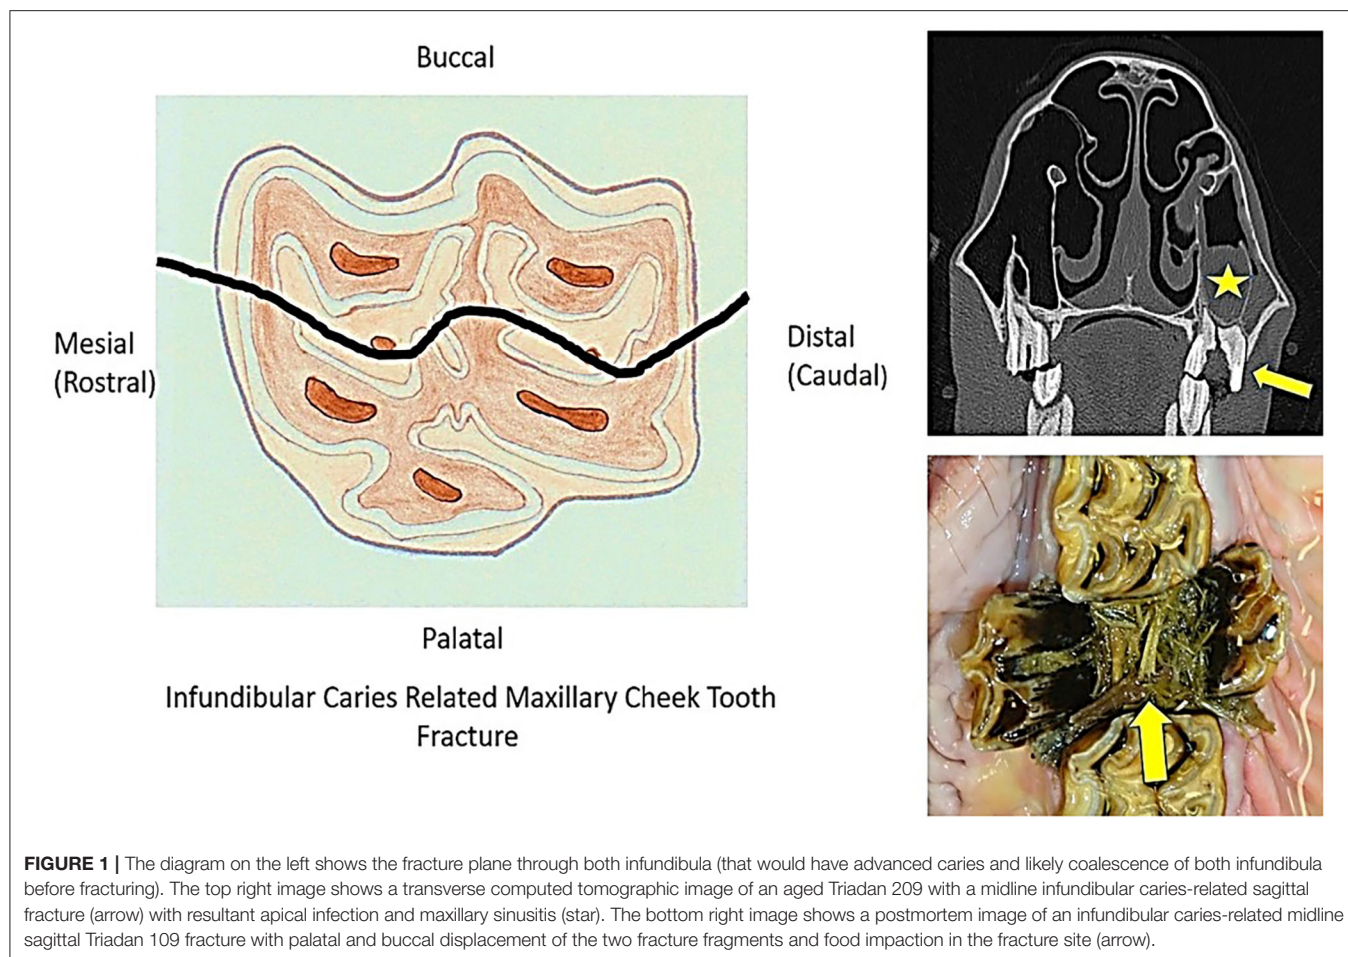 Buccal
Mesial
(Rostral)
Distal
(Caudal)
Palatal
Infundibular Caries Related Maxillary Cheek Tooth
Fracture
FIGURE 1 | The diagram on the left shows the fracture plane through both infundibula (that would have advanced caries and likely coalescence of both infundibula
before fracturing). The top right image shows a transverse computed tomographic image of an aged Triadan 209 with a midline infundibular caries-related sagittal
fracture (arrow) with resultant apical infection and maxillary sinusitis (star). The bottom right image shows a postmortem image of an infundibular caries-related midline
sagittal Triadan 109 fracture with palatal and buccal displacement of the two fracture fragments and food impaction in the fracture site (arrow).